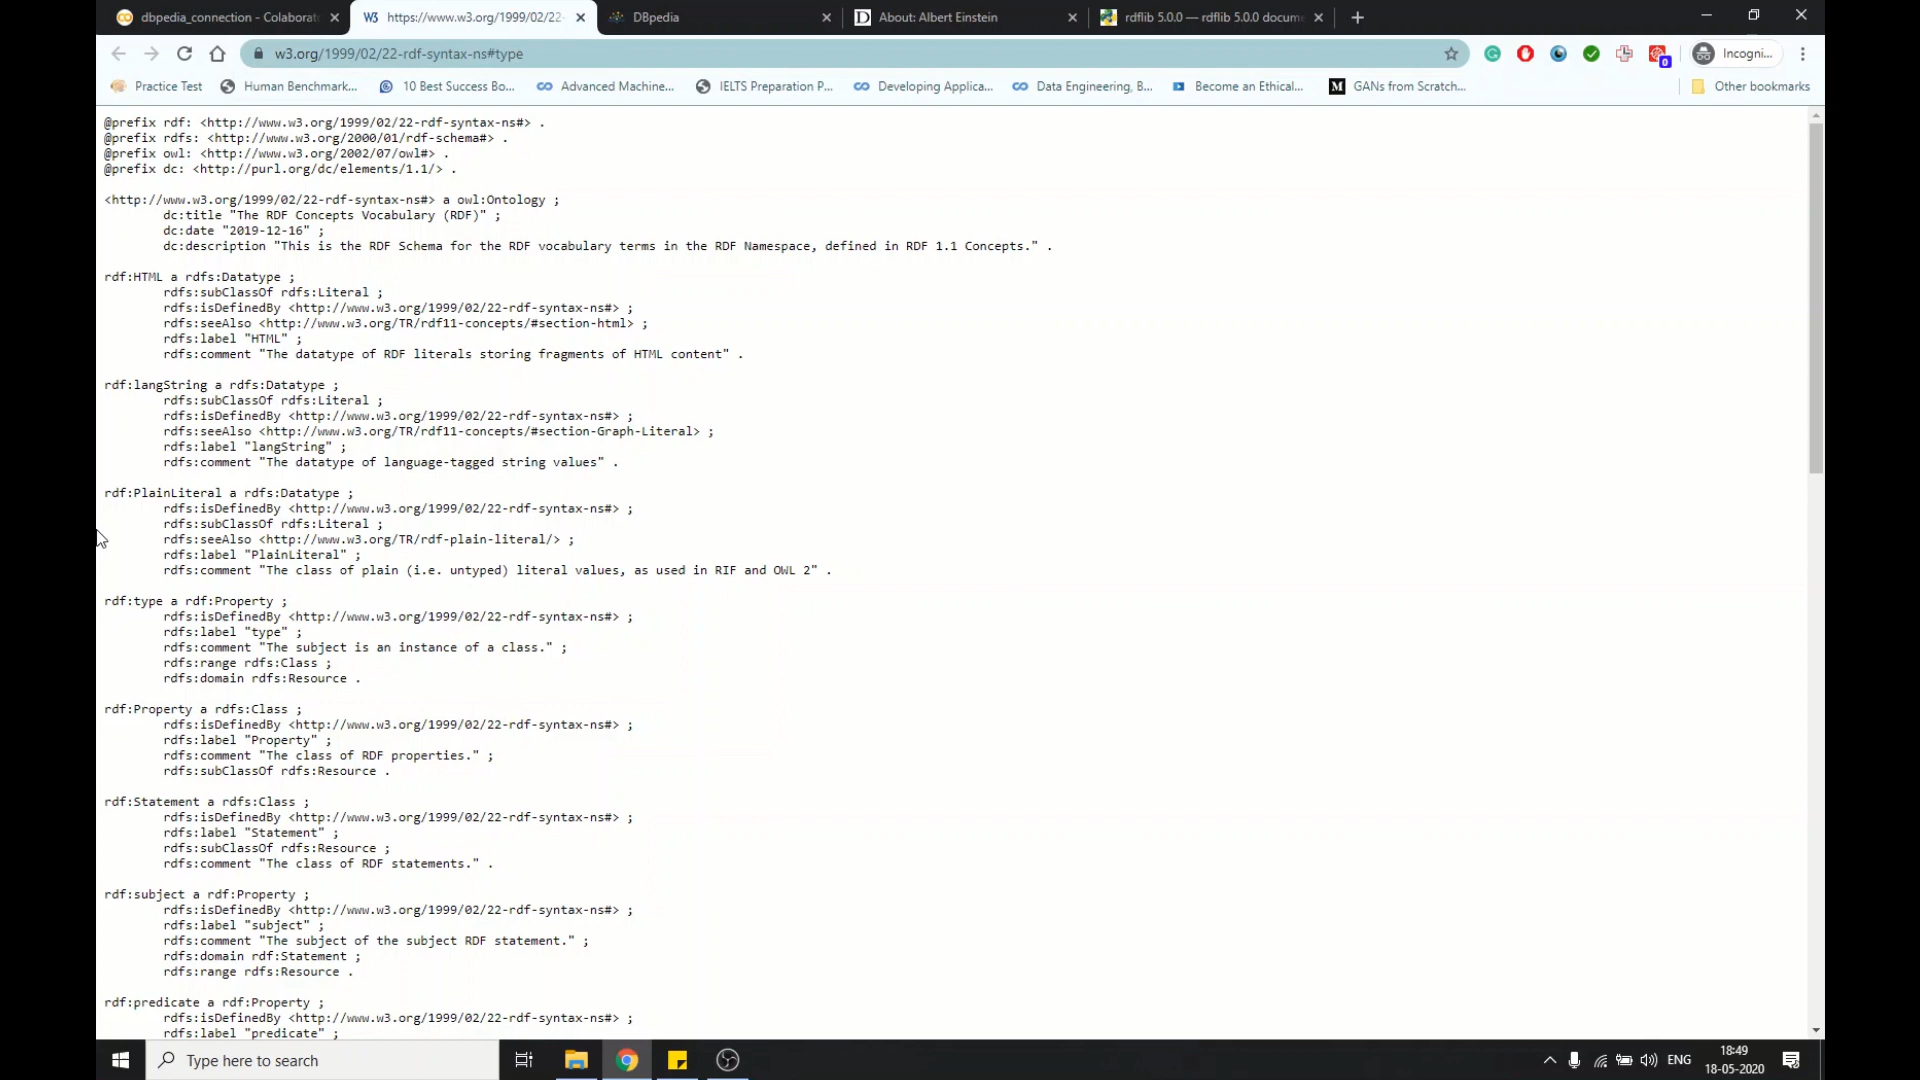 dbpedia_connection - Colaborat
https://www.w3.org/1999/02/22-
DBpedia
About: Albert Einstein
rdflib 5.0.0 — rdflib 5.0.0 docum
w3.org/1999/02/22-rdf-syntax-ns#type
0
Incogni...
Practice Test
Human Benchmark...
10 Best Success Bo...
Advanced Machine...
IELTS Preparation P...
Developing Applica...
Data Engineering, B...
Become an Ethical...
GANs from Scratch...
Other bookmarks
@prefix rdf: <http://www.w3.org/1999/02/22-rdf-syntax-ns#> .
@prefix rdfs: <http://www.w3.org/2000/01/rdf-schema#> .
@prefix owl: <http://www.w3.org/2002/07/owl#> .
@prefix dc: <http://purl.org/dc/elements/1.1/> .
<http://www.w3.org/1999/02/22-rdf-syntax-ns#> a owl:Ontology ;
dc:title "The RDF Concepts Vocabulary (RDF)" ;
dc:date "2019-12-16" ;
dc:description "This is the RDF Schema for the RDF vocabulary terms in the RDF Namespace, defined in RDF 1.1 Concepts." .
rdf:HTML a rdfs:Datatype ;
rdfs:subClassOf rdfs:Literal ;
rdfs:isDefinedBy <http://www.w3.org/1999/02/22-rdf-syntax-ns#> ;
rdfs:seeAlso <http://www.w3.org/TR/rdf11-concepts/#section-html> ;
rdfs:label "HTML" ;
rdfs:comment "The datatype of RDF literals storing fragments of HTML content" .
rdf:langString a rdfs:Datatype ;
rdfs:subClassOf rdfs:Literal ;
rdfs:isDefinedBy <http://www.w3.org/1999/02/22-rdf-syntax-ns#> ;
rdfs:seeAlso <http://www.w3.org/TR/rdf11-concepts/#section-Graph-Literal> ;
rdfs:label "langString" ;
rdfs:comment "The datatype of language-tagged string values" .
rdf:PlainLiteral a rdfs:Datatype ;
rdfs:isDefinedBy <http://www.w3.org/1999/02/22-rdf-syntax-ns#> ;
rdfs:subClassOf rdfs:Literal ;
rdfs:seeAlso <http://www.w3.org/TR/rdf-plain-literal/> ;
rdfs:label "PlainLiteral" ;
rdfs:comment "The class of plain (i.e. untyped) literal values, as used in RIF and OWL 2" .
rdf:type a rdf:Property ;
rdfs:isDefinedBy <http://www.w3.org/1999/02/22-rdf-syntax-ns#> ;
rdfs:label "type" ;
rdfs:comment "The subject is an instance of a class." ;
rdfs:range rdfs:Class ;
rdfs:domain rdfs:Resource .
rdf:Property a rdfs:Class ;
rdfs:isDefinedBy <http://www.w3.org/1999/02/22-rdf-syntax-ns#> ;
rdfs:label "Property" ;
rdfs:comment "The class of RDF properties." ;
rdfs:subClassOf rdfs:Resource .
rdf:Statement a rdfs:Class ;
rdfs:isDefinedBy <http://www.w3.org/1999/02/22-rdf-syntax-ns#> ;
rdfs:label "Statement" ;
rdfs:subClassOf rdfs:Resource ;
rdfs:comment "The class of RDF statements." .
rdf:subject a rdf:Property ;
rdfs:isDefinedBy <http://www.w3.org/1999/02/22-rdf-syntax-ns#> ;
rdfs:label "subject" ;
rdfs:comment "The subject of the subject RDF statement." ;
rdfs:domain rdf:Statement ;
rdfs:range rdfs:Resource .
rdf:predicate a rdf:Property ;
rdfs:isDefinedBy <http://www.w3.org/1999/02/22-rdf-syntax-ns#> ;
rdfs:label "predicate" ;
Type here to search
ENG
18:49
18-05-2020